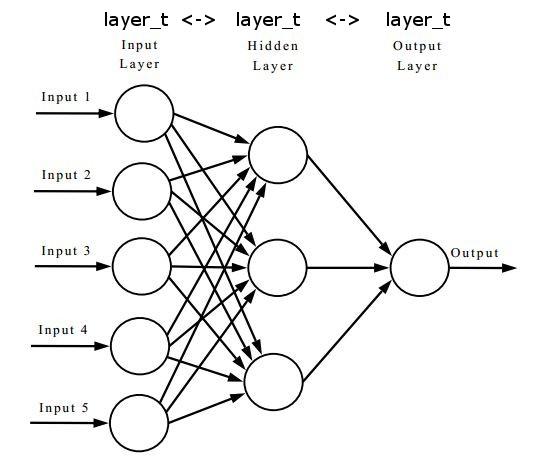 layer_t <-> layer_t <-> layer_t
Input Hidden Output
Layer Layer Layer
Input 1
Input 2
Input 3
Output
Input 4
Input 5